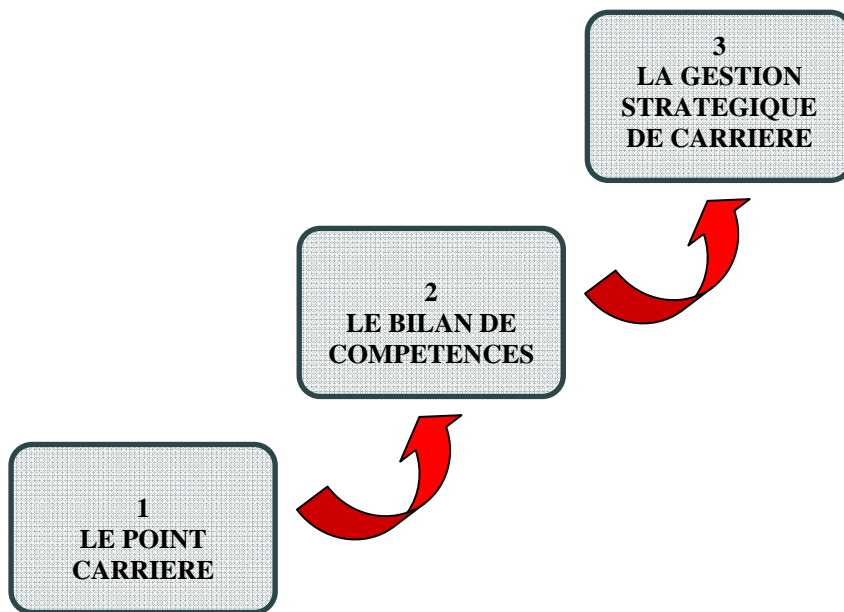 3
LA GESTION
STRATEGIQUE
DE CARRIERE
2
LE BILAN DE
COMPETENCES
1
LE POINT
CARRIERE